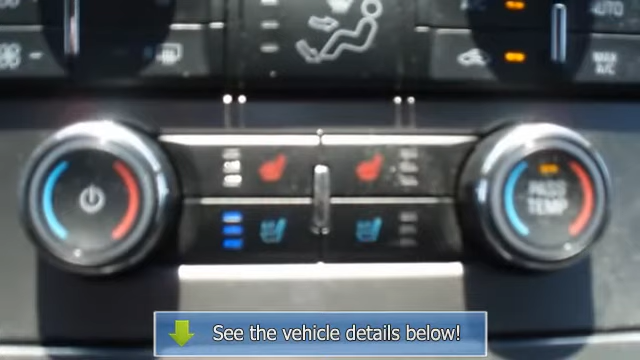 A/C
AUTO
MAX
A/C
PASS
TEMP
See the vehicle details below!